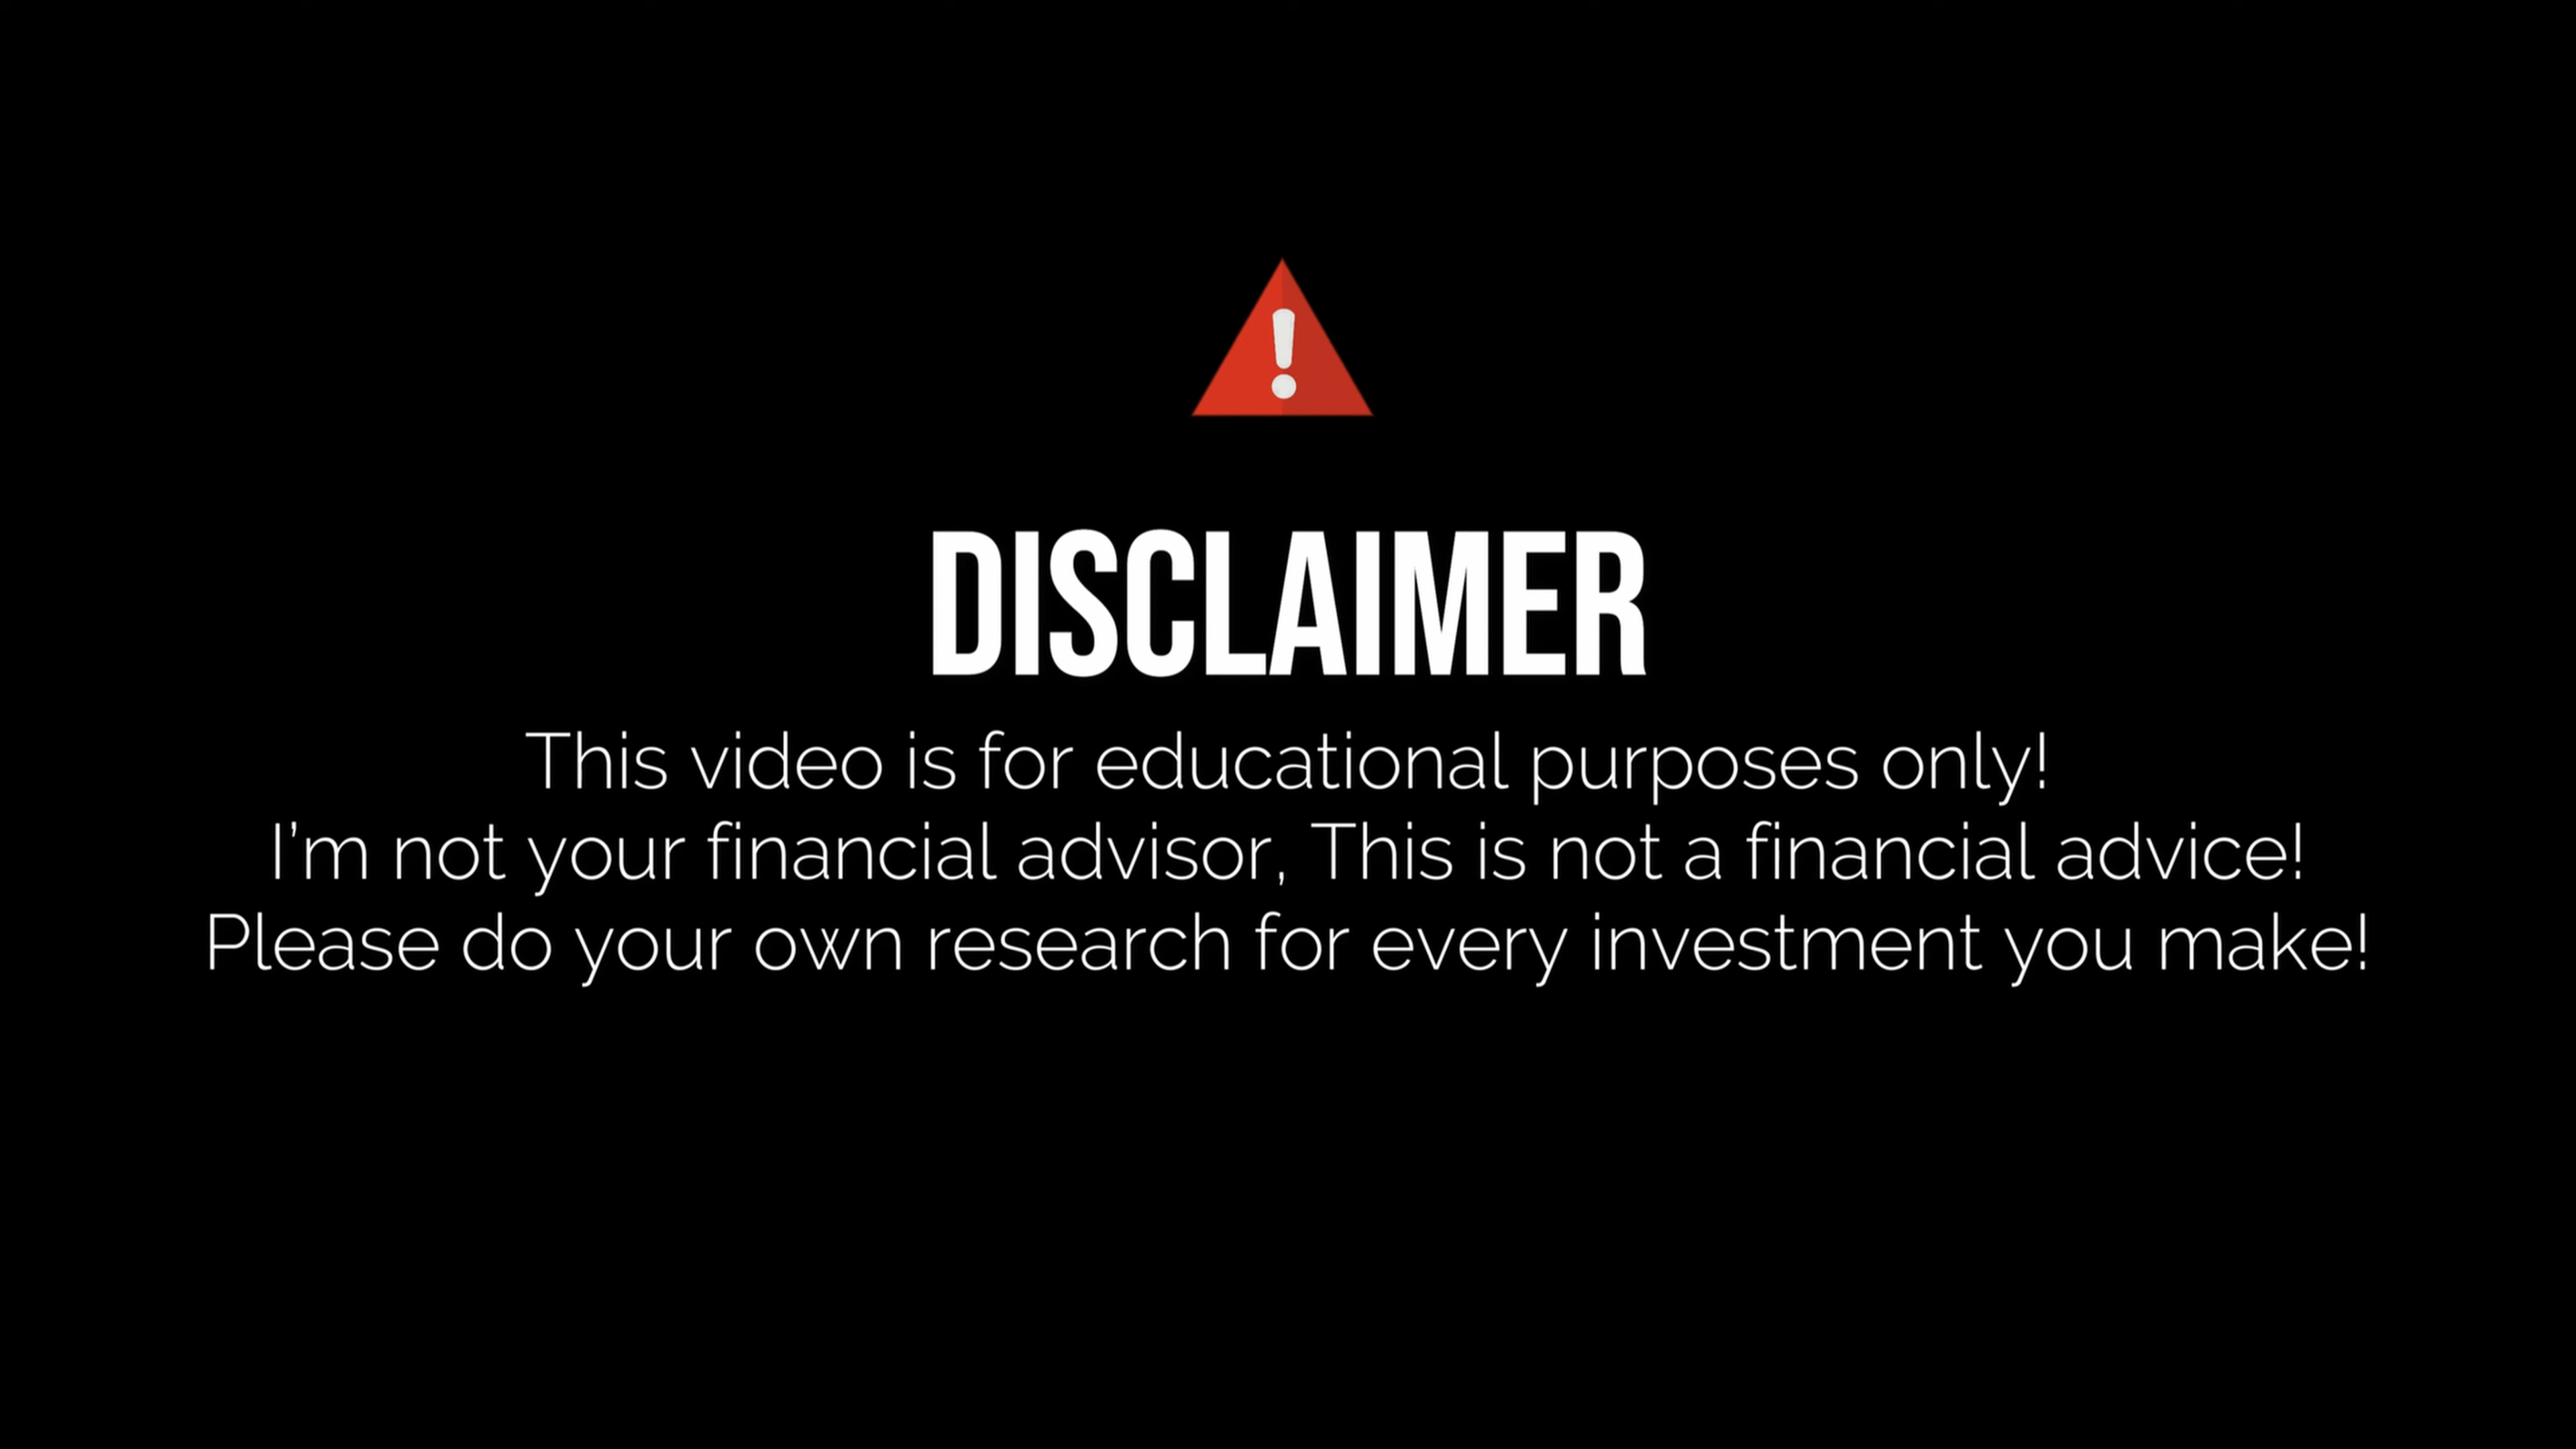 DISCLAIMER
This video is for educational purposes only!
I'm not your financial advisor, This is not a financial advice!
Please do your own research for every investment you make!